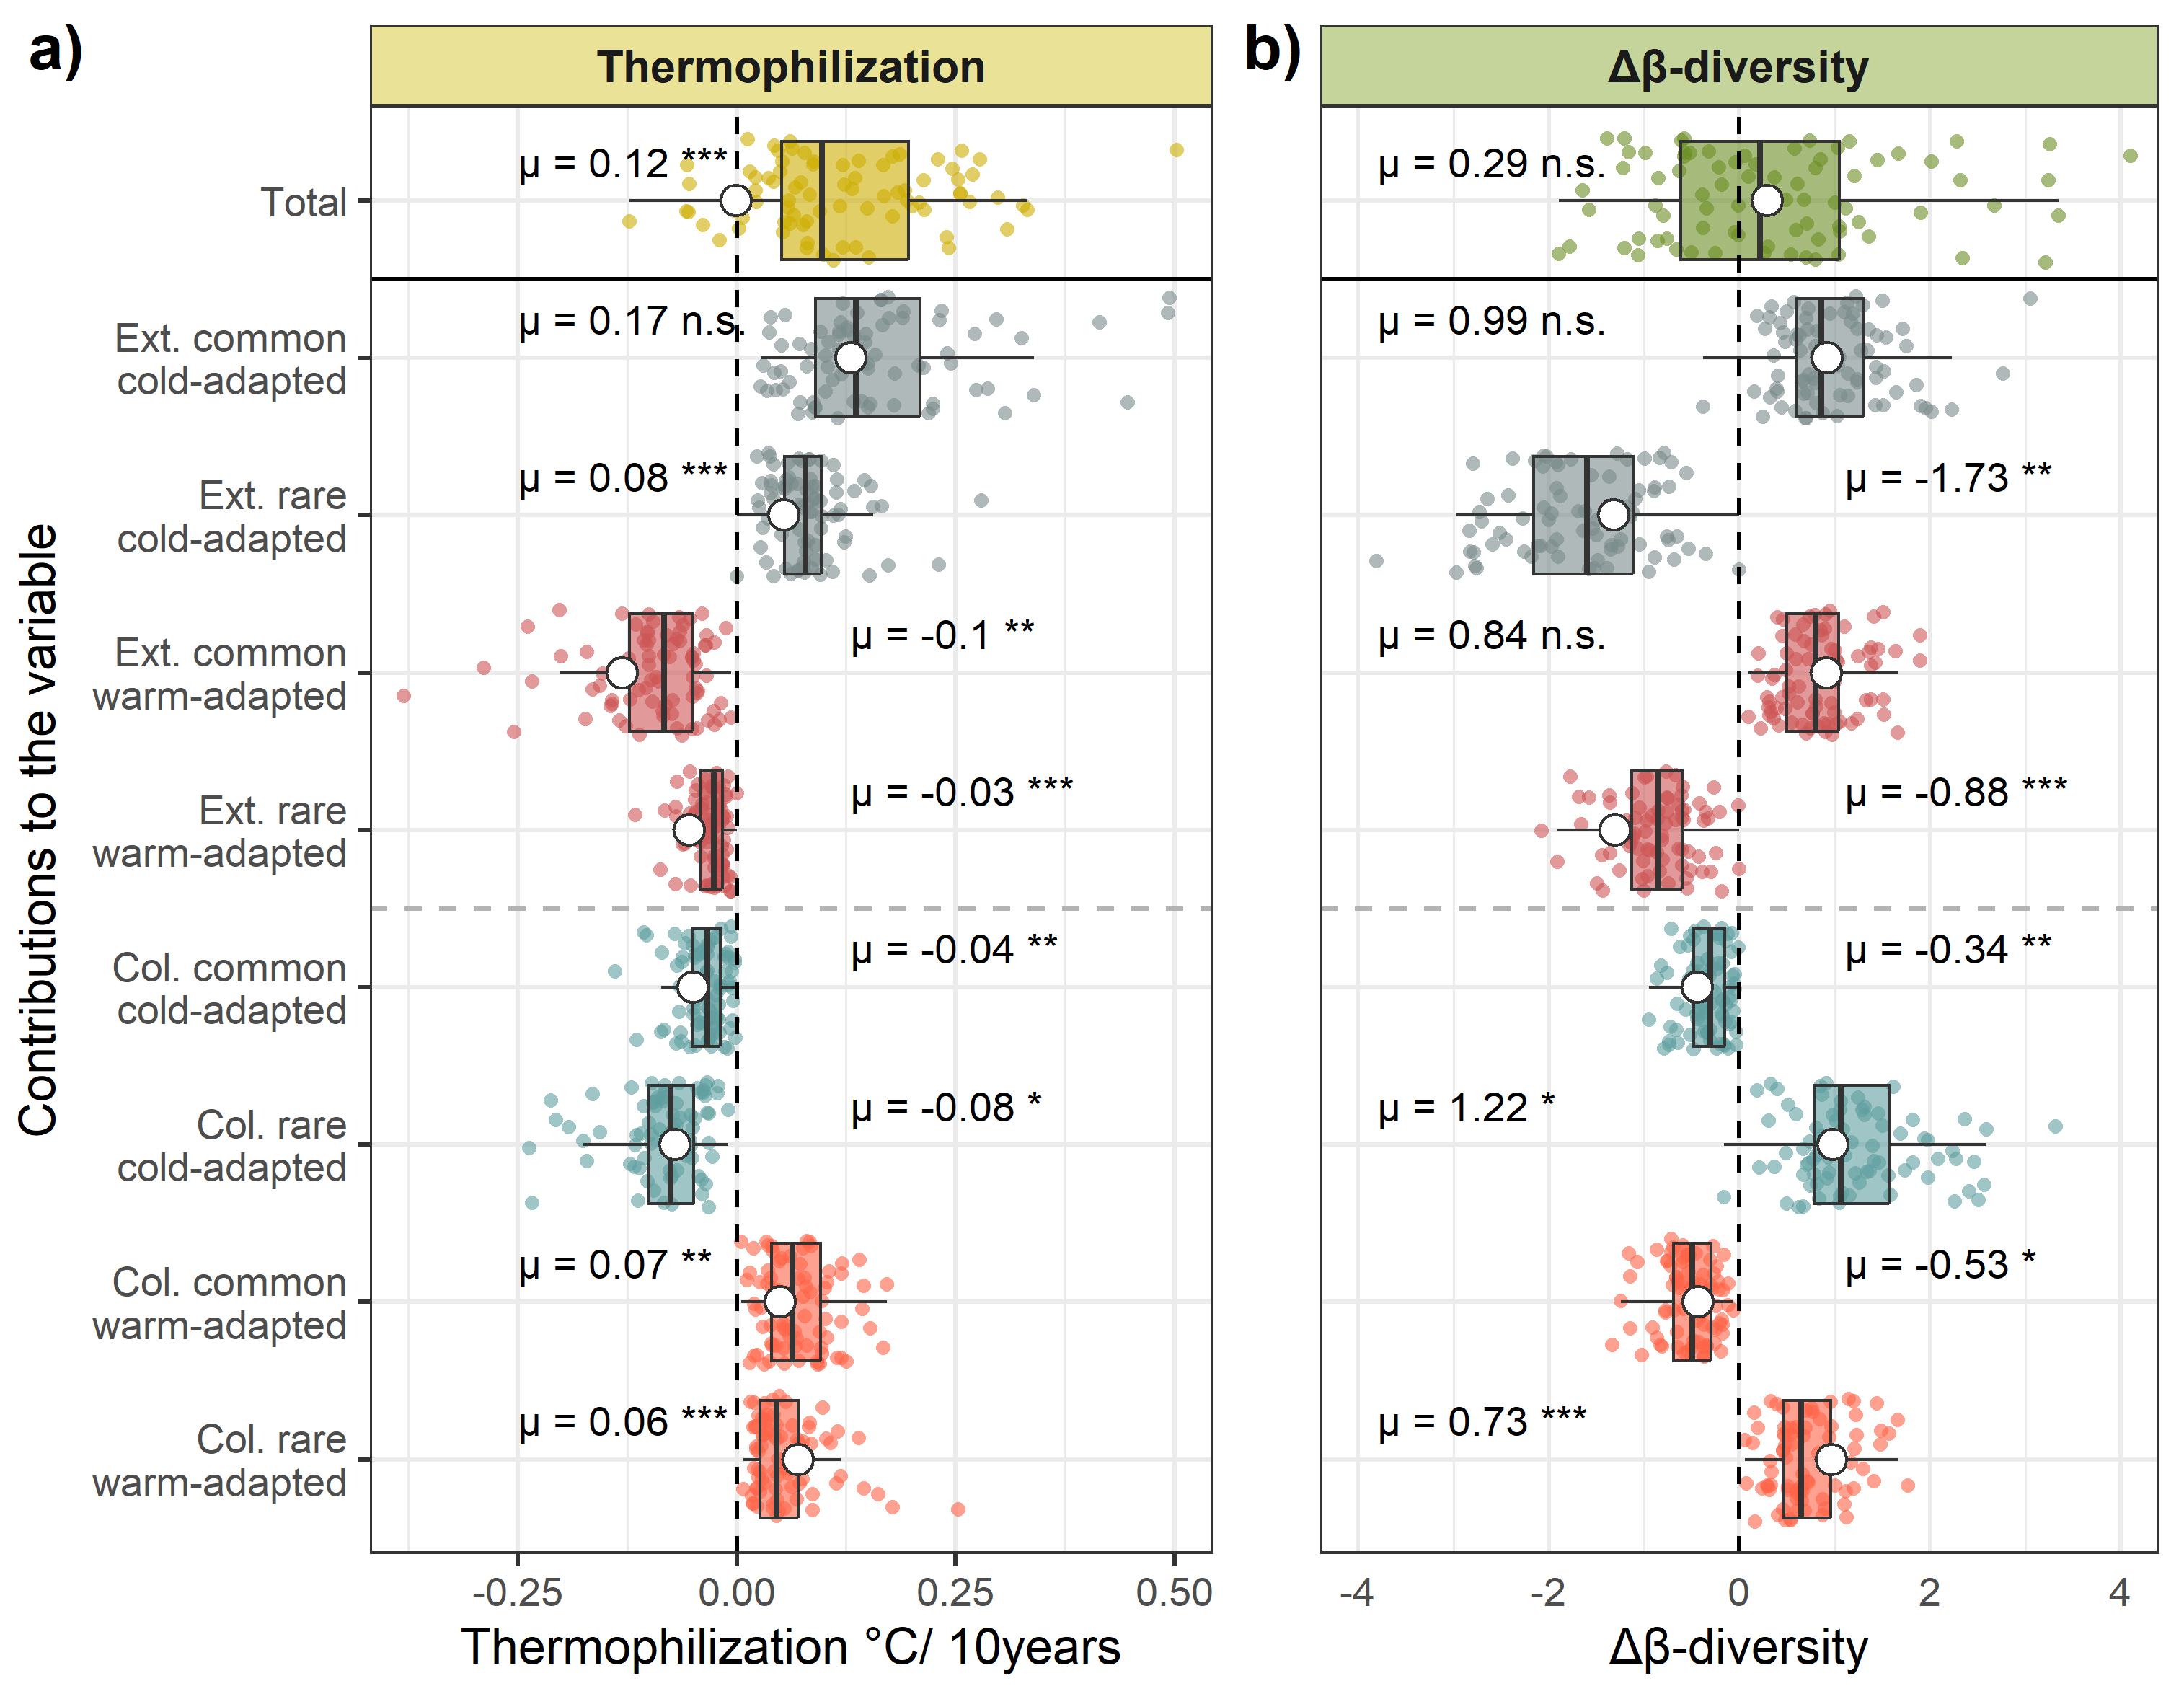 a)
Thermophilization
b)
Δβ-diversity
Contributions to the variable
Total
μ = 0.12 ***
μ = 0.29 n.s.
Ext. common
cold-adapted
μ = 0.17 n.s.
μ = 0.99 n.s.
Ext. rare
cold-adapted
μ = 0.08 ***
μ = -1.73 **
Ext. common
warm-adapted
μ = -0.1 **
μ = 0.84 n.s.
Ext. rare
warm-adapted
μ = -0.03 ***
μ = -0.88 ***
Col. common
cold-adapted
μ = -0.04 **
μ = -0.34 **
Col. rare
cold-adapted
μ = -0.08 *
μ = 1.22 *
Col. common
warm-adapted
μ = 0.07 **
μ = -0.53 *
Col. rare
warm-adapted
μ = 0.06 ***
μ = 0.73 ***
-0.25 0.00 0.25 0.50
-4 -2 0 2 4
Thermophilization °C/ 10years
Δβ-diversity